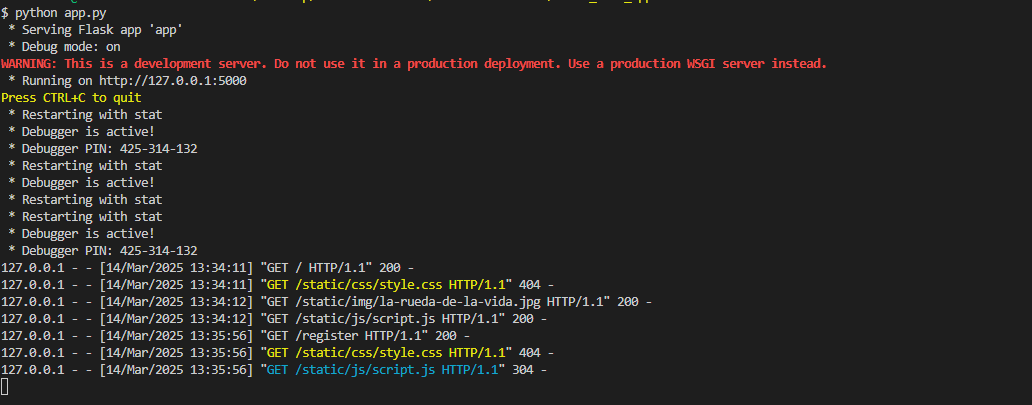 $ python app.py
 * Serving Flask app 'app'
 * Debug mode: on
WARNING: This is a development server. Do not use it in a production deployment. Use a production WSGI server instead.
 * Running on http://127.0.0.1:5000
Press CTRL+C to quit
 * Restarting with stat
 * Debugger is active!
 * Debugger PIN: 425-314-132
 * Restarting with stat
 * Debugger is active!
 * Restarting with stat
 * Restarting with stat
 * Debugger is active!
 * Debugger PIN: 425-314-132
127.0.0.1 - - [14/Mar/2025 13:34:11] "GET / HTTP/1.1" 200 -
127.0.0.1 - - [14/Mar/2025 13:34:11] "GET /static/css/style.css HTTP/1.1" 404 -
127.0.0.1 - - [14/Mar/2025 13:34:12] "GET /static/img/la-rueda-de-la-vida.jpg HTTP/1.1" 200 -
127.0.0.1 - - [14/Mar/2025 13:34:12] "GET /static/js/script.js HTTP/1.1" 200 -
127.0.0.1 - - [14/Mar/2025 13:35:56] "GET /register HTTP/1.1" 200 -
127.0.0.1 - - [14/Mar/2025 13:35:56] "GET /static/css/style.css HTTP/1.1" 404 -
127.0.0.1 - - [14/Mar/2025 13:35:56] "GET /static/js/script.js HTTP/1.1" 304 -